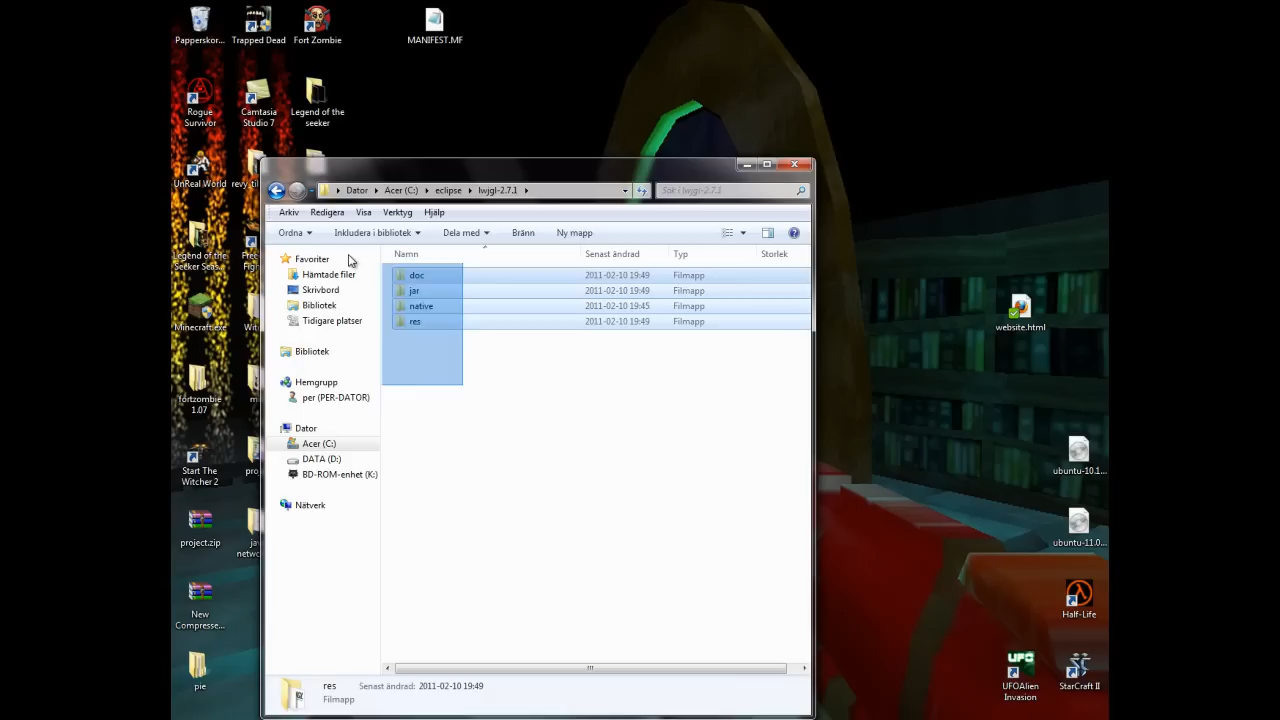 Papperskor...
Trapped Dead
Fort Zombie
MANIFEST.MF
Rogue
Survivor
Camtasia
Studio 7
Legend of the
seeker
UnReal World
revy til
Legend of the
Seeker Seas...
Minecraft.exe
Wit
fortzombie
1.07
m
Start The
Witcher 2
proj
project.zip
jav
netwo
New
Compresse...
pie
Dator
Acer (C:)
eclipse
lwjgl-2.7.1
Sök i lwjgl-2.7.1
Arkiv
Redigera
Visa
Verktyg
Hjälp
Ordna
Inkludera i bibliotek
Dela med
Bränn
Ny mapp
Favoriter
Hämtade filer
Skrivbord
Bibliotek
Tidigare platser
Bibliotek
Hemgrupp
per (PER-DATOR)
Dator
Acer (C:)
DATA (D:)
BD-ROM-enhet (K:)
Nätverk
Namn
Senast ändrad
Typ
Storlek
doc
2011-02-10 19:49
Filmapp
jar
2011-02-10 19:49
Filmapp
native
2011-02-10 19:45
Filmapp
res
2011-02-10 19:49
Filmapp
res
Senast ändrad: 2011-02-10 19:49
Filmapp
website.html
ubuntu-10.1...
ubuntu-11.0...
Half-Life
UFO
UFOAlien
Invasion
StarCraft II